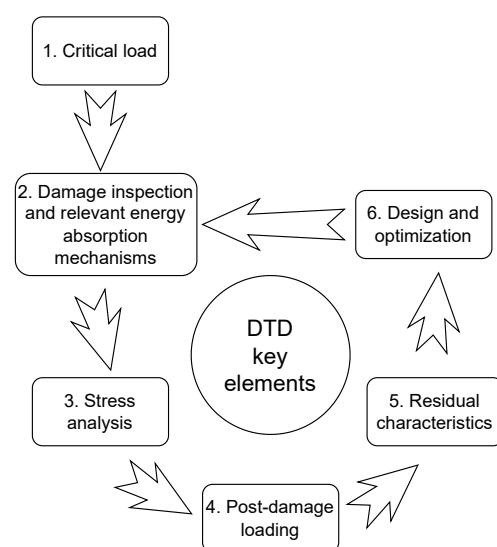 1. Critical load
2. Damage inspection
and relevant energy
absorption
mechanisms
6. Design and
optimization
DTD
key
elements
3. Stress
analysis
5. Residual
characteristics
4. Post-damage
loading